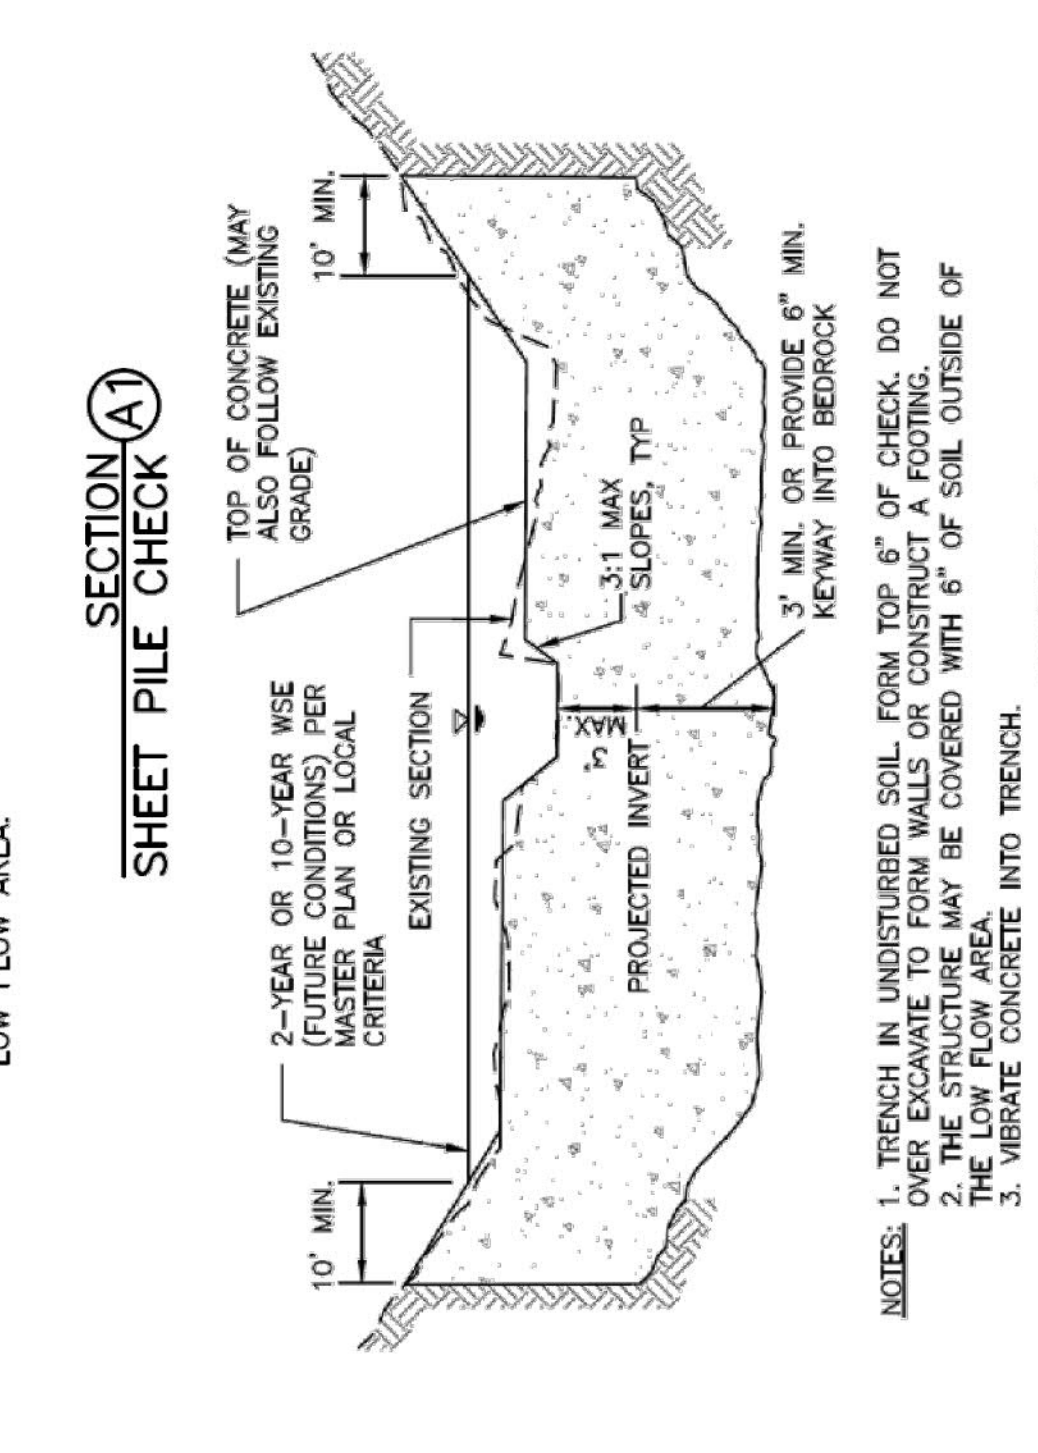 LOW FLOW AREA.
SECTION A1
SHEET PILE CHECK
TOP OF CONCRETE (MAY
ALSO FOLLOW EXISTING
GRADE)
10' MIN.
2-YEAR OR 10-YEAR WSE
(FUTURE CONDITIONS) PER
MASTER PLAN OR LOCAL
CRITERIA
10' MIN.
EXISTING SECTION
3:1 MAX
SLOPES, TYP
3' MAX.
PROJECTED INVERT
3' MIN. OR PROVIDE 6" MIN.
KEYWAY INTO BEDROCK
NOTES: 1. TRENCH IN UNDISTURBED SOIL. FORM TOP 6" OF CHECK. DO NOT
OVER EXCAVATE TO FORM WALLS OR CONSTRUCT A FOOTING.
2. THE STRUCTURE MAY BE COVERED WITH 6" OF SOIL OUTSIDE OF
THE LOW FLOW AREA.
3. VIBRATE CONCRETE INTO TRENCH.